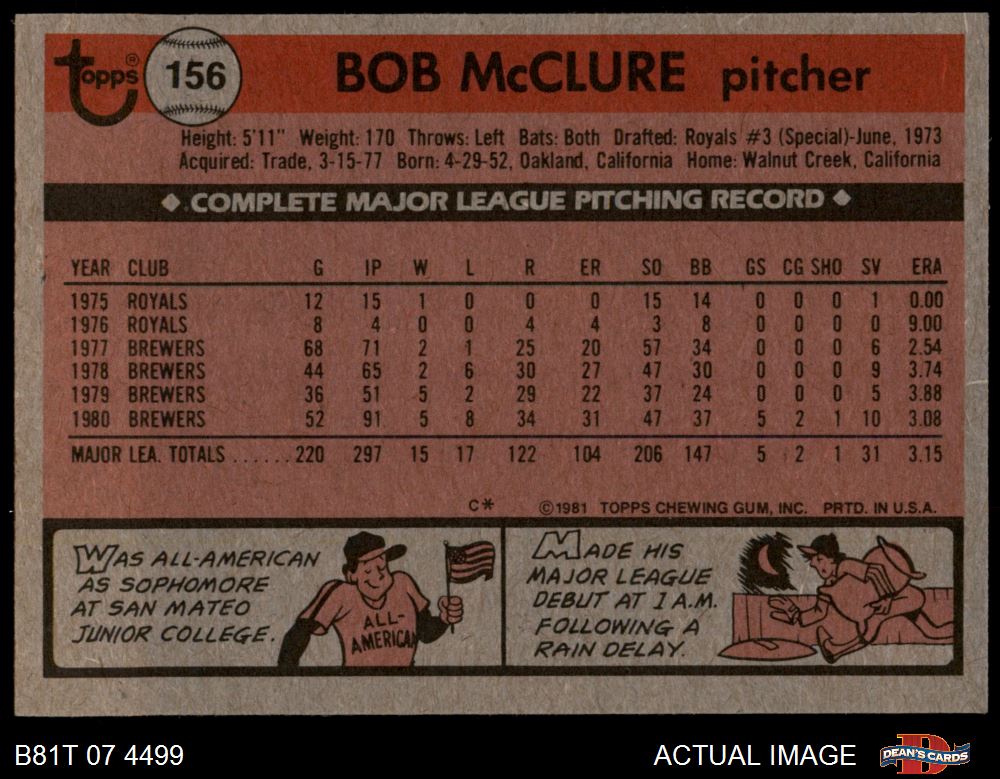 Topps® 156 BOB McCLURE pitcher
Height: 5'11" Weight: 170 Throws: Left Bats: Both Drafted: Royals #3 (Special)-June, 1973
Acquired: Trade, 3-15-77 Born: 4-29-52, Oakland, California Home: Walnut Creek, California
◆ COMPLETE MAJOR LEAGUE PITCHING RECORD ◆
YEAR CLUB G IP W L R ER SO BB GS CG SHO SV ERA
1975 ROYALS 12 15 1 0 0 0 15 14 0 0 0 1 0.00
1976 ROYALS 8 4 0 0 4 4 3 8 0 0 0 0 9.00
1977 BREWERS 68 71 2 1 25 20 57 34 0 0 0 6 2.54
1978 BREWERS 44 65 2 6 30 27 47 30 0 0 0 9 3.74
1979 BREWERS 36 51 5 2 29 22 37 24 0 0 0 5 3.88
1980 BREWERS 52 91 5 8 34 31 47 37 5 2 1 10 3.08
MAJOR LEA. TOTALS ...... 220 297 15 17 122 104 206 147 5 2 1 31 3.15
C* ©1981 TOPPS CHEWING GUM, INC. PRTD. IN U.S.A.
WAS ALL-AMERICAN
AS SOPHOMORE
AT SAN MATEO
JUNIOR COLLEGE.
ALL-
AMERICAN
MADE HIS
MAJOR LEAGUE
DEBUT AT 1 A.M.
FOLLOWING A
RAIN DELAY.
B81T 07 4499 ACTUAL IMAGE DEAN'S CARDS